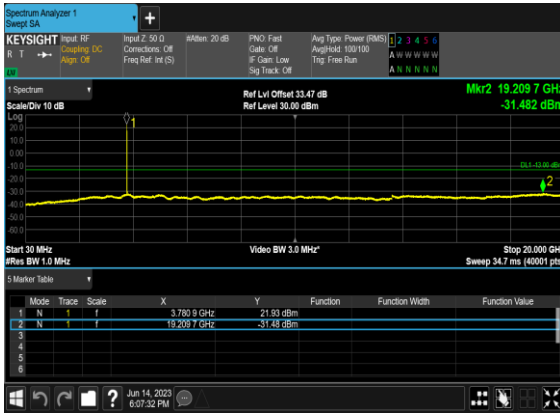 Spectrum Analyzer 1
Swept SA
KEYSIGHT
R T
Input: RF
Coupling: DC
Align: Off
Input Z: 50 Ω
Corrections: Off
Freq Ref: Int (S)
#Atten: 20 dB
PNO: Fast
Gate: Off
IF Gain: Low
Sig Track: Off
Avg Type: Power (RMS)
Avg|Hold: 100/100
Trig: Free Run
1 2 3 4 5 6
A W W W W W
A N N N N N
1 Spectrum
Scale/Div 10 dB
Ref Lvl Offset 33.47 dB
Ref Level 30.00 dBm
Mkr2 19.209 7 GHz
-31.482 dBm
Log
20.0
10.0
0.00
-10.0
-20.0
-30.0
-40.0
-50.0
-60.0
1
DL1 -13.00 dBm
2
Start 30 MHz
#Res BW 1.0 MHz
Video BW 3.0 MHz*
Stop 20.000 GH
Sweep 34.7 ms (40001 pts
5 Marker Table
Mode Trace Scale X Y Function Function Width Function Value
1 N 1 f 3.780 9 GHz 21.93 dBm
2 N 1 f 19.209 7 GHz -31.48 dBm
3
4
5
6
?
Jun 14, 2023
6:07:32 PM